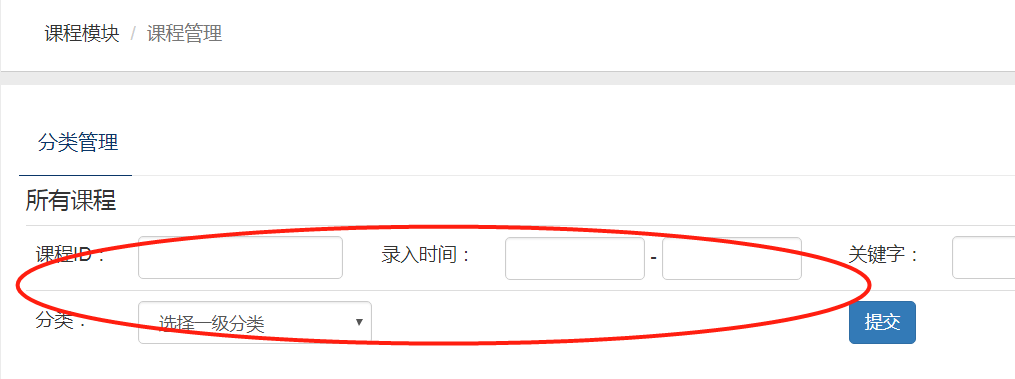 课程模块 / 课程管理
分类管理
所有课程
课程ID： 录入时间： - 关键字：
分类： 选择一级分类 提交